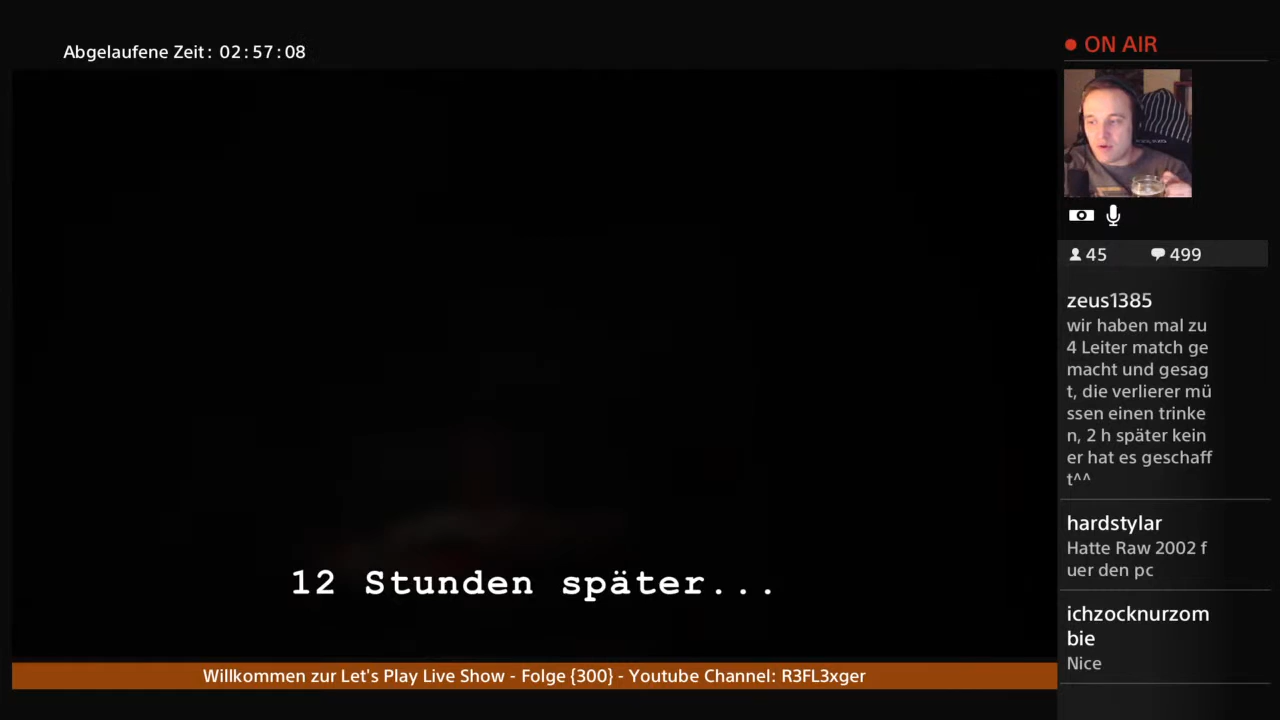 Abgelaufene Zeit: 02:57:08
ON AIR
45 499
zeus1385
wir haben mal zu
4 Leiter match ge
macht und gesag
t, die verlierer mü
ssen einen trinke
n, 2 h später kein
er hat es geschaff
t^^
hardstylar
Hatte Raw 2002 f
uer den pc
ichzocknurzom
bie
Nice
12 Stunden später...
Willkommen zur Let's Play Live Show - Folge {300} - Youtube Channel: R3FL3xger